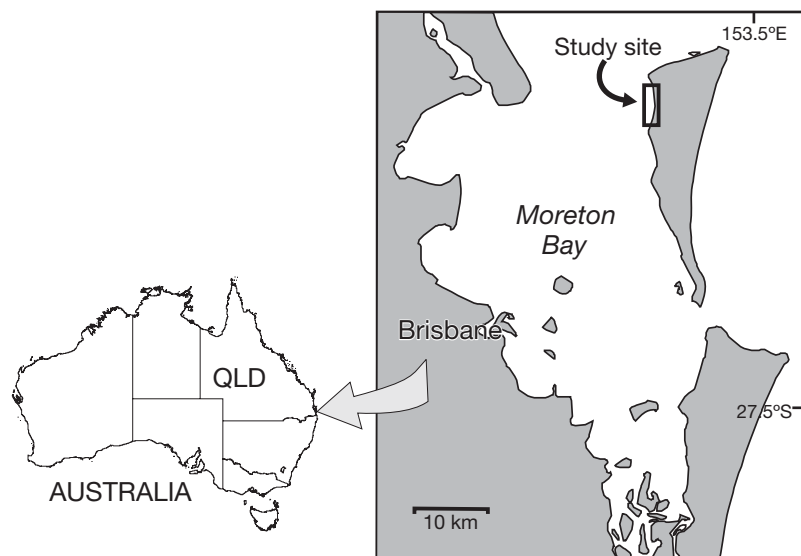 153.5ºE
Study site
Moreton
Bay
Brisbane
QLD
27.5ºS
AUSTRALIA
10 km